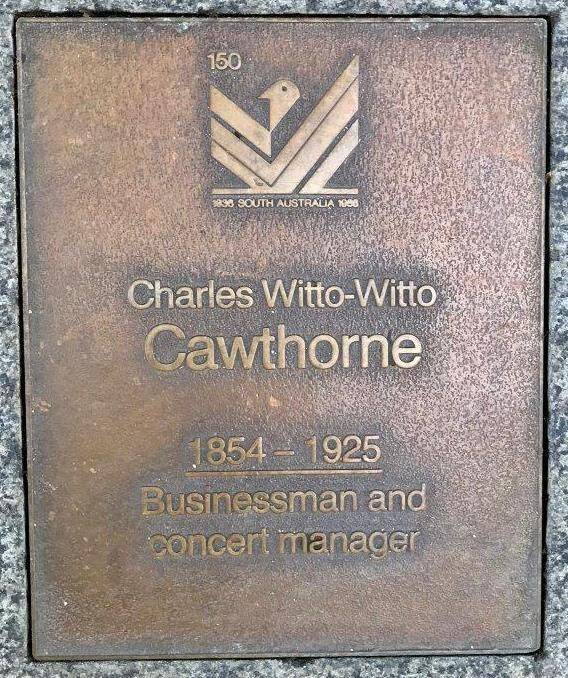 150
1836 SOUTH AUSTRALIA 1986
Charles Witto-Witto
Cawthorne
1854 – 1925
Businessman and
concert manager